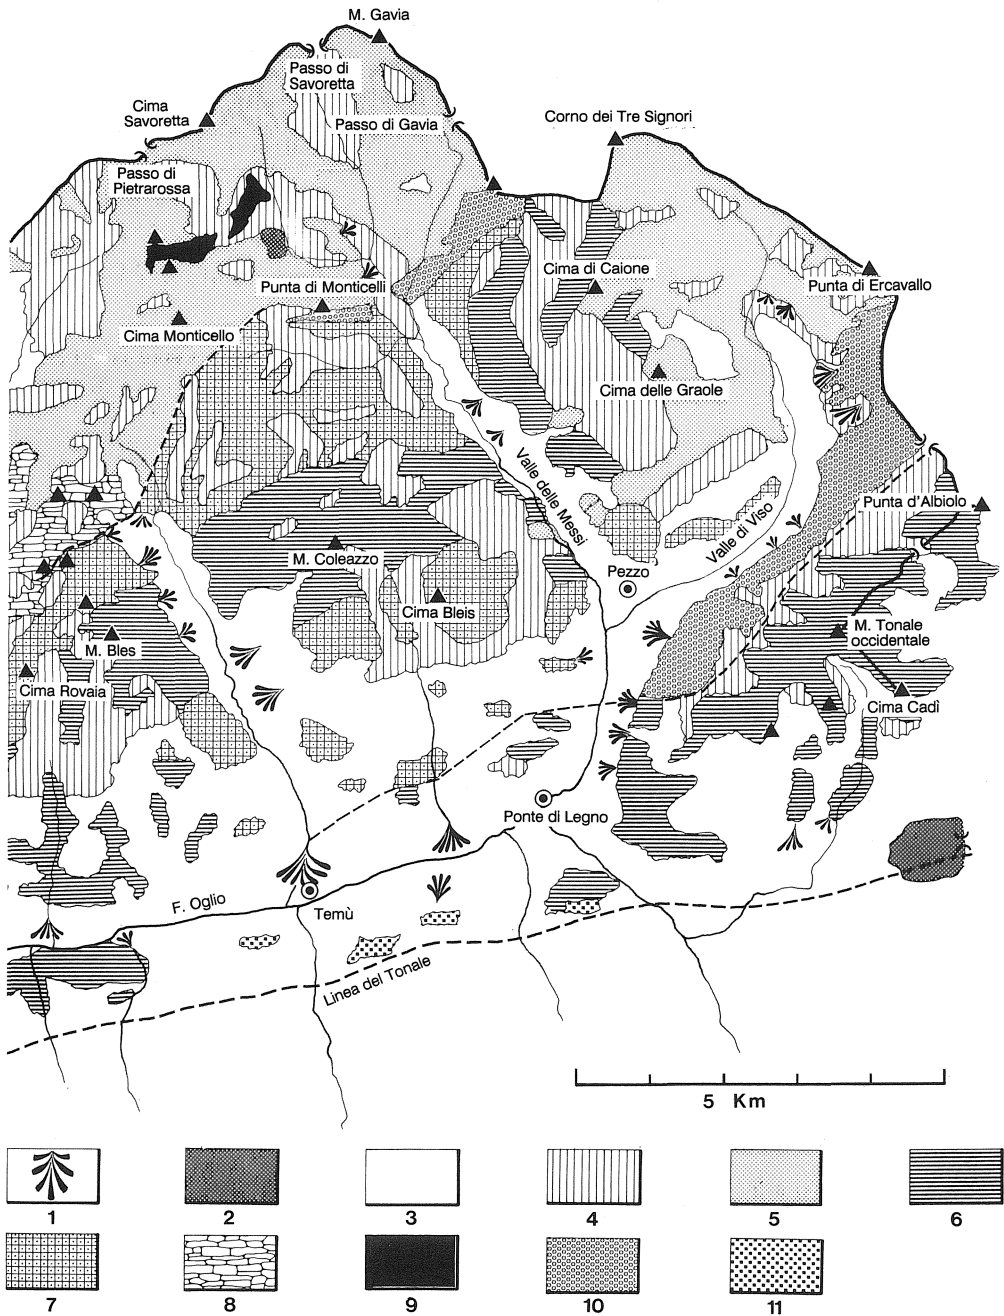 M. Gavia
Passo di
Savoretta
Cima
Savoretta
Passo di Gavia
Corno dei Tre Signori
Passo di
Pietrarossa
Cima di Caione
Punta di Monticelli
Punta di Ercavallo
Cima Monticello
Cima delle Graole
Valle delle Messi
Punta d'Albiolo
Valle di Viso
M. Coleazzo
Pezzo
Cima Bleis
M. Tonale
occidentale
M. Bles
Cima Rovaia
Cima Cadì
Ponte di Legno
F. Oglio
Temù
Linea del Tonale
5 Km
1
2
3
4
5
6
7
8
9
10
11